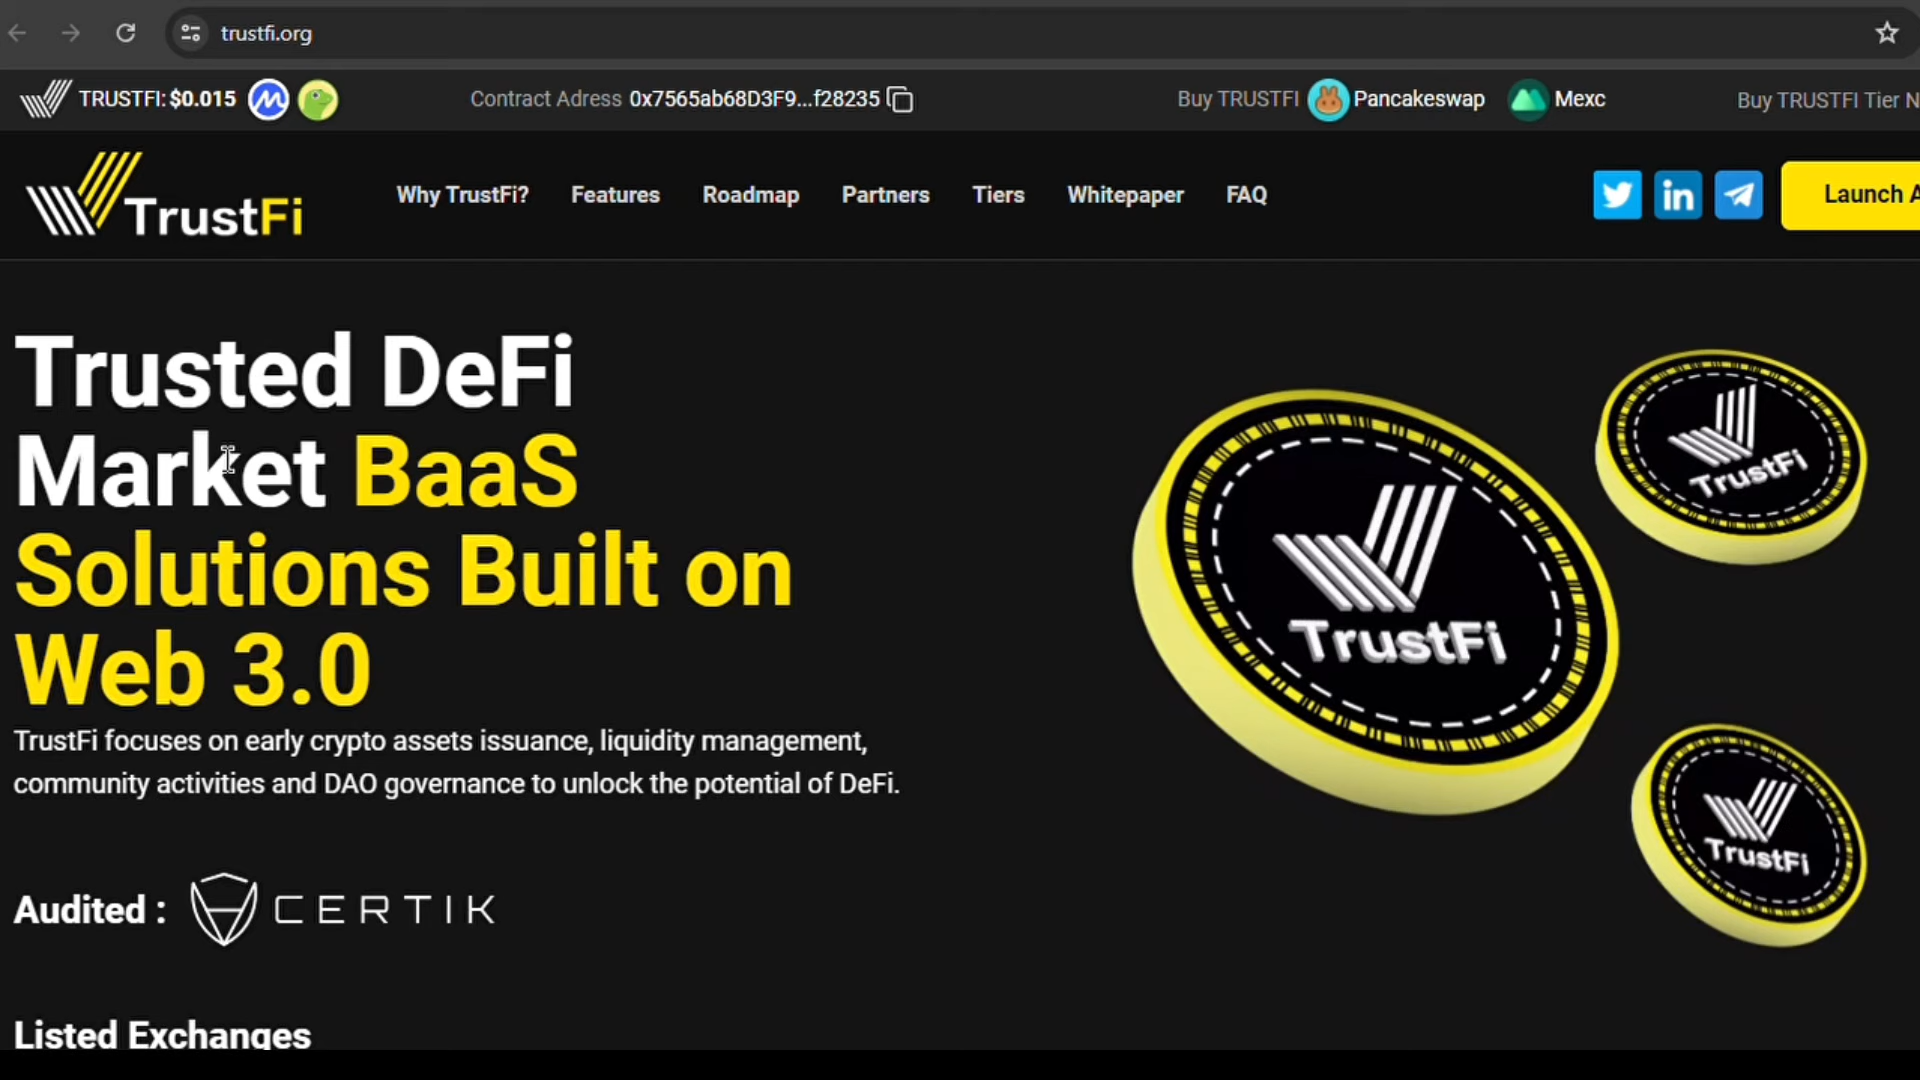 trustfi.org
TRUSTFI: $0.015
Contract Adress 0x7565ab68D3F9...f28235
Buy TRUSTFI Pancakeswap Mexc
Buy TRUSTFI Tier N
TrustFi
Why TrustFi? Features Roadmap Partners Tiers Whitepaper FAQ
Launch A
Trusted DeFi
Market BaaS
Solutions Built on
Web 3.0
TrustFi focuses on early crypto assets issuance, liquidity management,
community activities and DAO governance to unlock the potential of DeFi.
TrustFi
TrustFi
TrustFi
Audited : CERTIK
Listed Exchanges